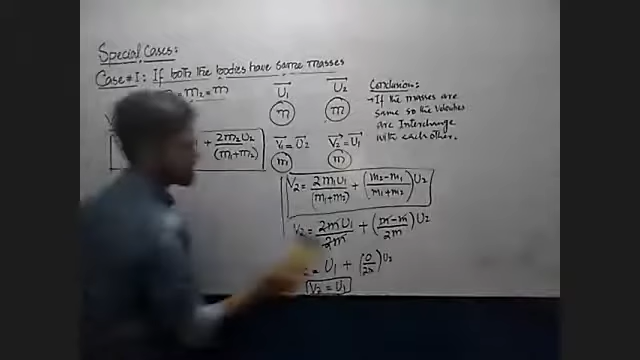 Special Cases:
Case # I: If both the bodies have same masses
= m₂ = m
U₁
U₂
m
m
V₁ = U₂
V₂ = U₁
m
m
Conclusion:
If the masses are
same so the velocities
are Interchange
with each other.
+ 2m₂U₂/(m₁+m₂)
V₂ = 2m₁U₁/(m₁+m₂) + (m₂-m₁/m₁+m₂)U₂
V₂ = 2mU₁/2m + (m-m/2m)U₂
= U₁ + (0/2m)U₂
V₂ = U₁